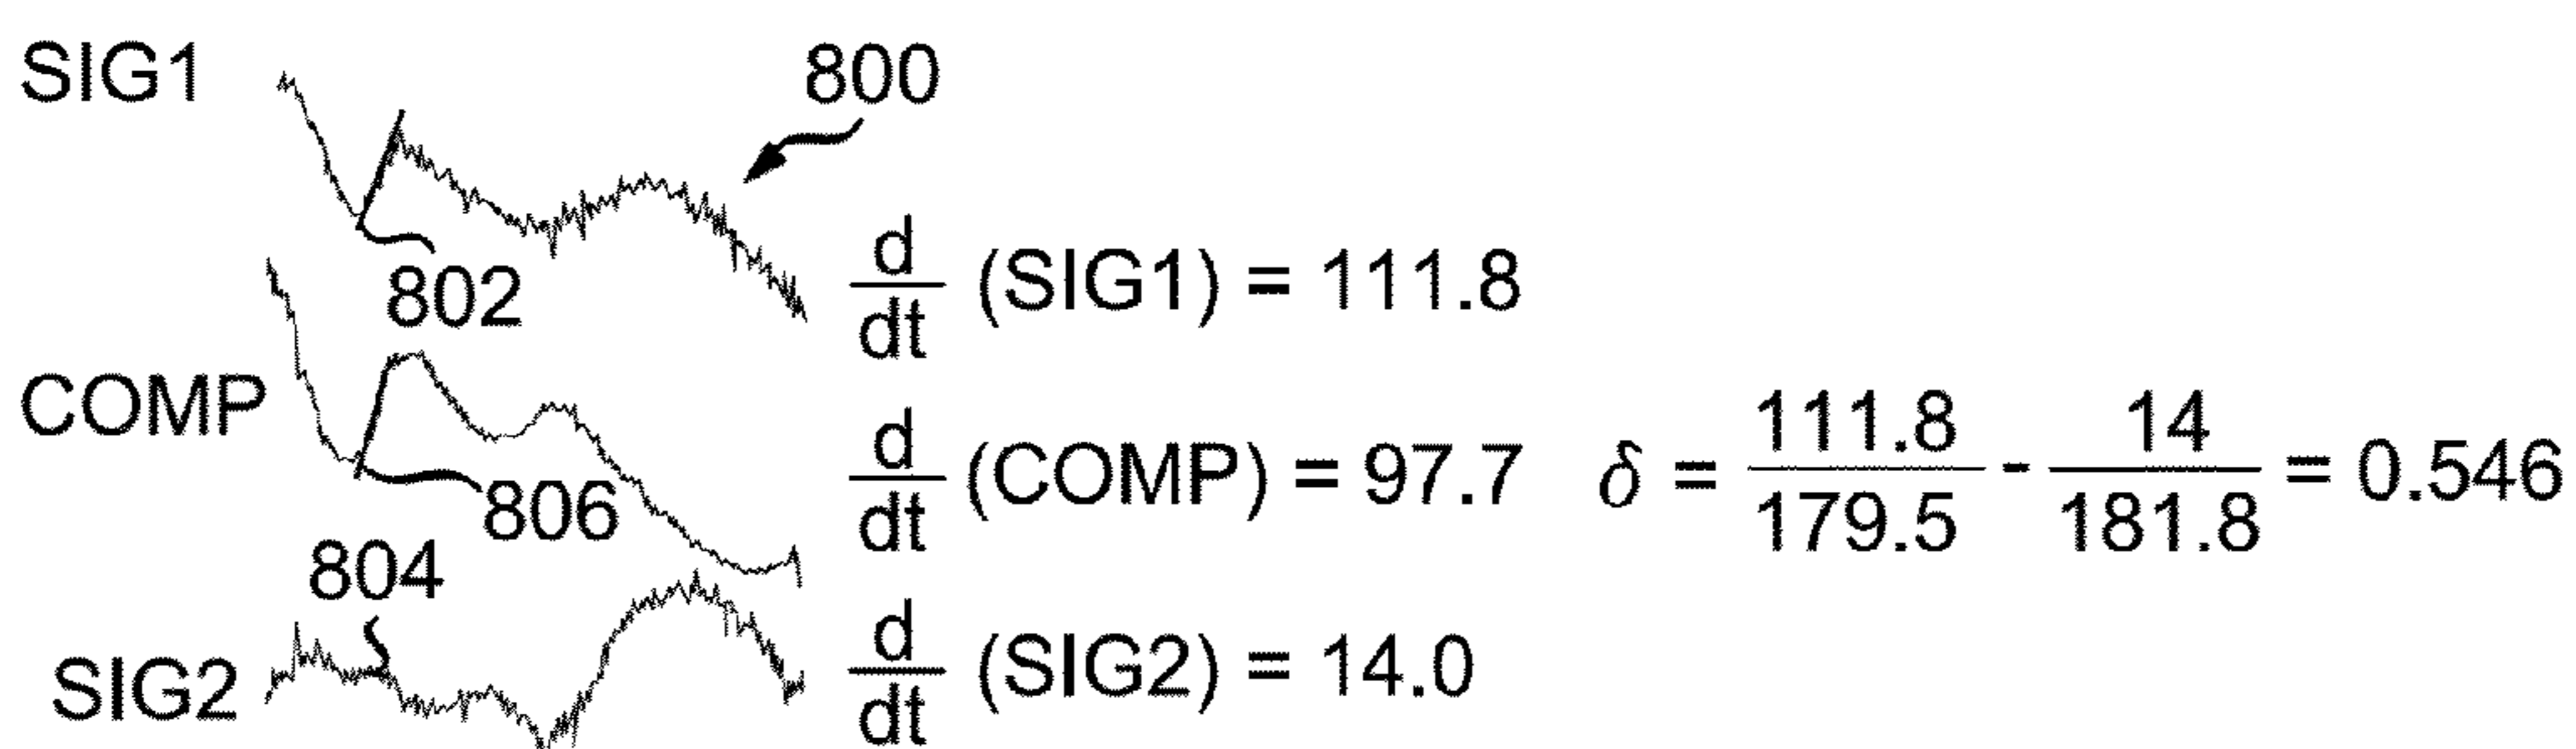 SIG1
800
802
d/dt (SIG1) = 111.8
COMP
806
d/dt (COMP) = 97.7 δ = 111.8/179.5 - 14/181.8 = 0.546
804
SIG2
d/dt (SIG2) = 14.0